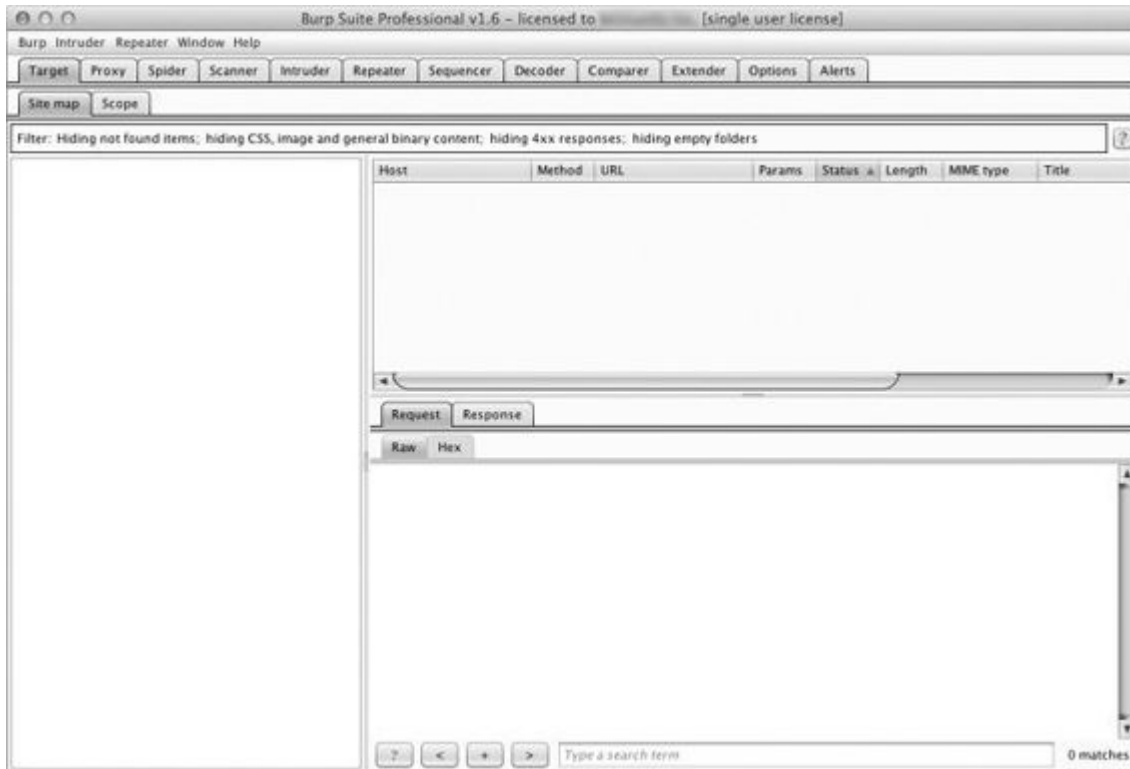 Burp Suite Professional v1.6 – licensed to [single user license]
Burp Intruder Repeater Window Help
Target Proxy Spider Scanner Intruder Repeater Sequencer Decoder Comparer Extender Options Alerts
Site map Scope
Filter: Hiding not found items; hiding CSS, image and general binary content; hiding 4xx responses; hiding empty folders
?
Host Method URL Params Status Length MIME type Title
Request Response
Raw Hex
? < + > Type a search term 0 matches